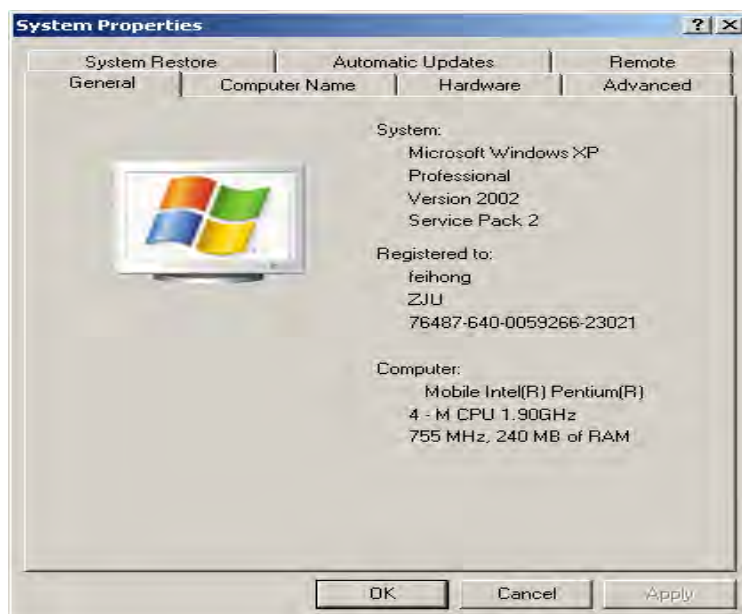 System Properties
System Restore Automatic Updates Remote
General Computer Name Hardware Advanced
System:
Microsoft Windows XP
Professional
Version 2002
Service Pack 2
Registered to:
feihong
ZJU
76487-640-0059266-23021
Computer:
Mobile Intel(R) Pentium(R)
4 - M CPU 1.90GHz
755 MHz, 240 MB of RAM
OK Cancel Apply